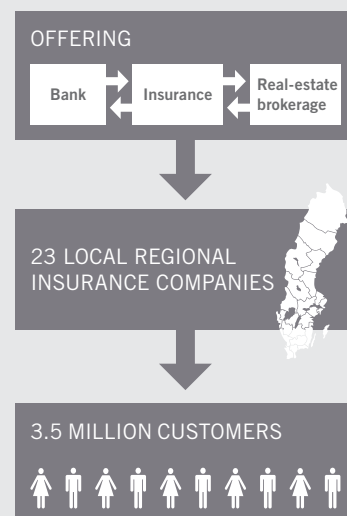 OFFERING
Bank
Insurance
Real-estate
brokerage
23 LOCAL REGIONAL
INSURANCE COMPANIES
3.5 MILLION CUSTOMERS